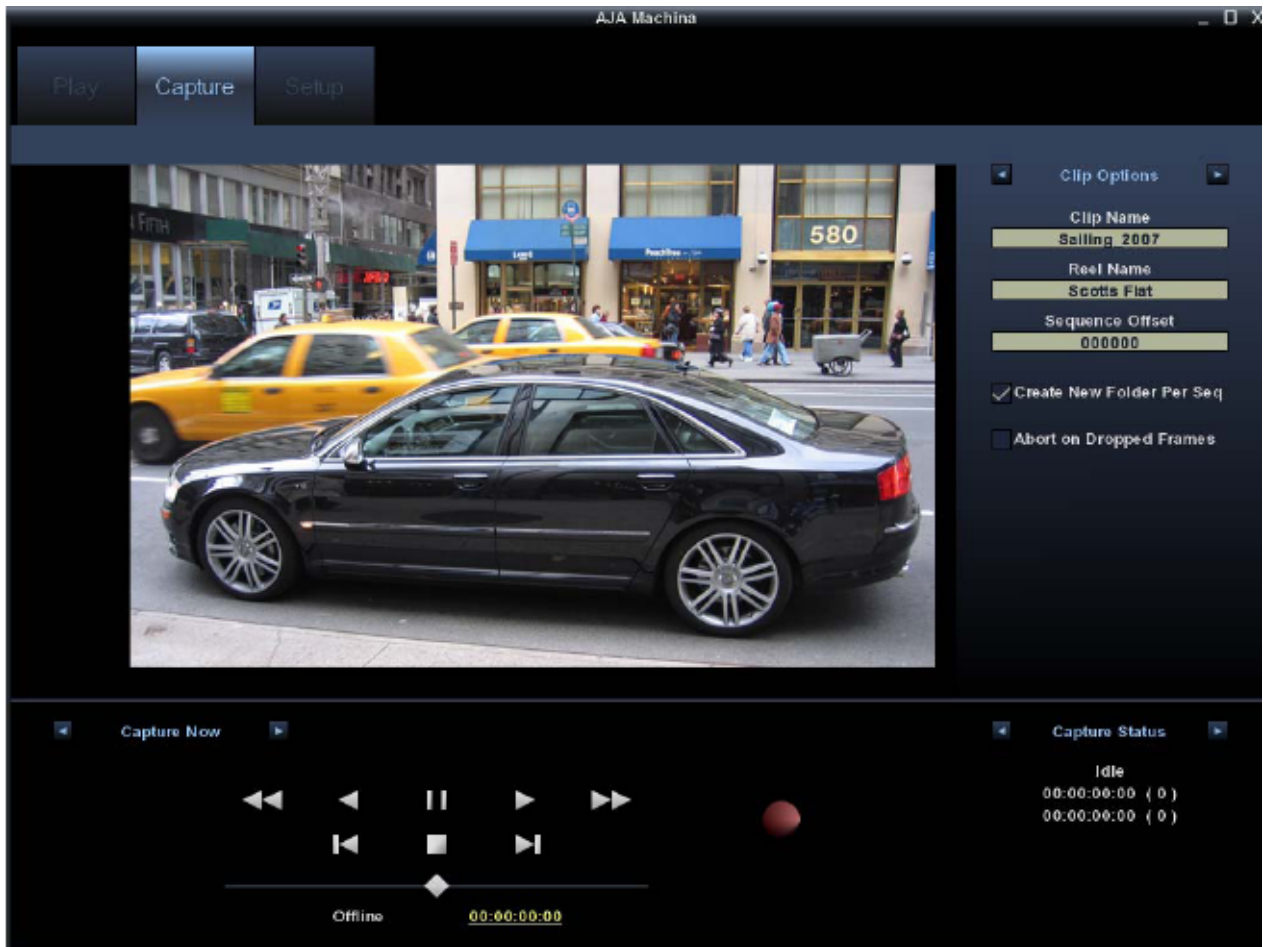 AJA Machina
Play
Capture
Setup
FIFTH
580
Clip Options
Clip Name
Sailing_2007
Reel Name
Scotts Flat
Sequence Offset
000000
Create New Folder Per Seq
Abort on Dropped Frames
Capture Now
Capture Status
Idle
00:00:00:00 ( 0 )
00:00:00:00 ( 0 )
Offline
00:00:00:00